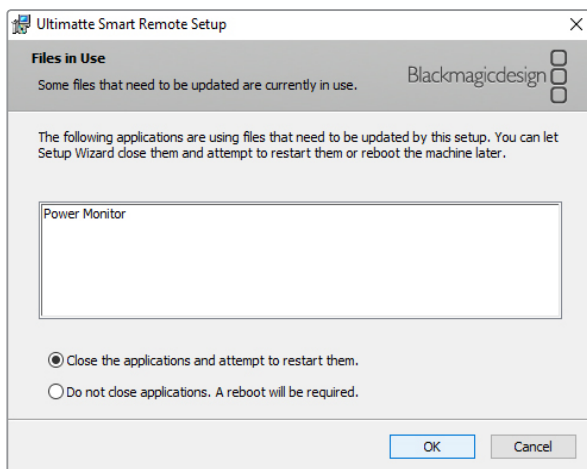 Ultimatte Smart Remote Setup
Files in Use
Some files that need to be updated are currently in use.
Blackmagicdesign
The following applications are using files that need to be updated by this setup. You can let
Setup Wizard close them and attempt to restart them or reboot the machine later.
Power Monitor
Close the applications and attempt to restart them.
Do not close applications. A reboot will be required.
OK
Cancel